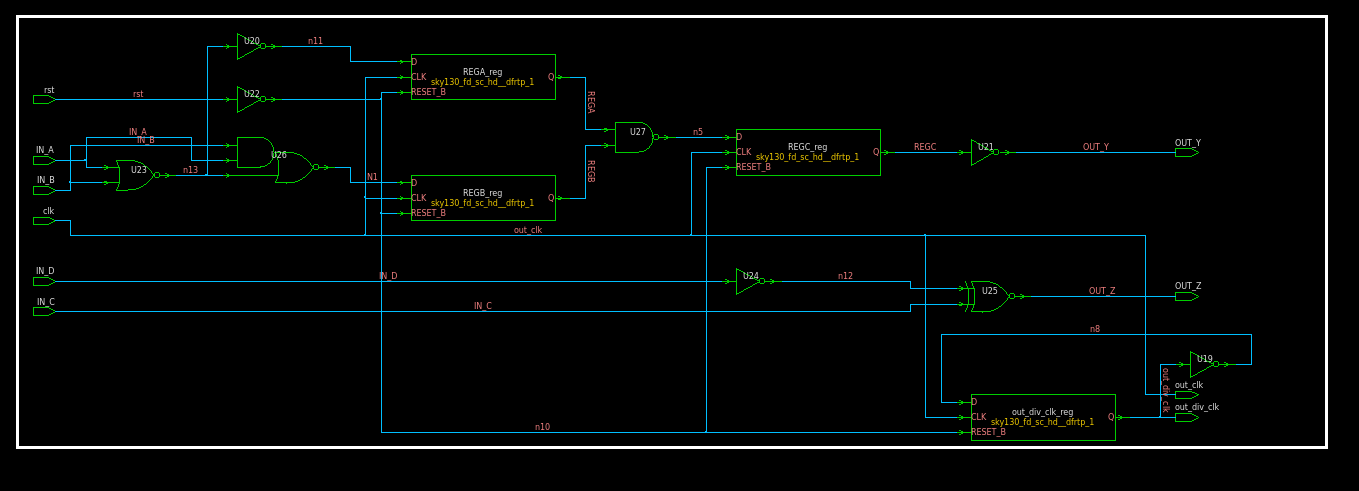 U20
n11
D
REGA_reg
CLK
Q
sky130_fd_sc_hd__dfrtp_1
RESET_B
rst
rst
U22
REGA
IN_A
IN_B
U27
n5
D
CLK
REGC_reg
Q
sky130_fd_sc_hd__dfrtp_1
RESET_B
REGC
U21
OUT_Y
OUT_Y
IN_A
U26
U23
n13
IN_B
REGB
N1
D
REGB_reg
CLK
Q
sky130_fd_sc_hd__dfrtp_1
RESET_B
clk
out_clk
IN_D
IN_D
U24
n12
U25
OUT_Z
OUT_Z
IN_C
IN_C
n8
U19
out_div_clk
out_clk
D
out_div_clk_reg
CLK
Q
sky130_fd_sc_hd__dfrtp_1
RESET_B
out_div_clk
n10